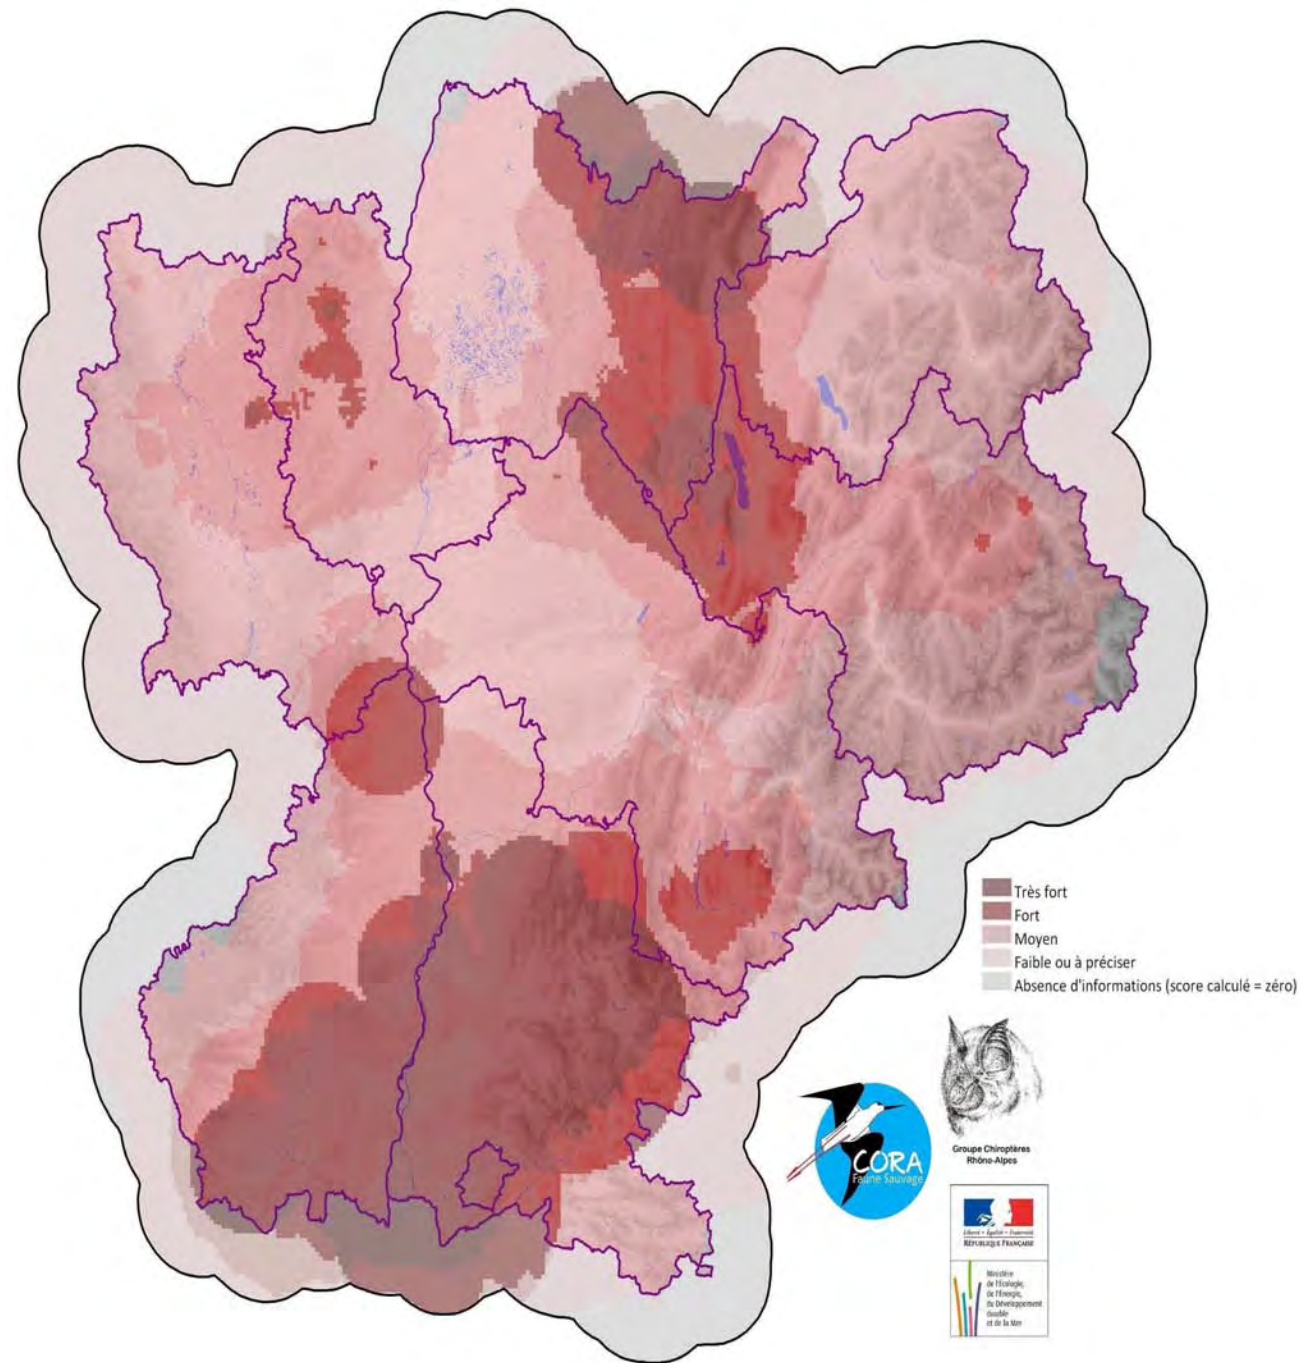 Très fort
Fort
Moyen
Faible ou à préciser
Absence d'informations (score calculé = zéro)
Groupe Chiroptères
Rhône-Alpes
CORA
Faune Sauvage
Liberté • Égalité • Fraternité
RÉPUBLIQUE FRANÇAISE
Ministère
de l'Écologie,
de l'Énergie,
du Développement
durable
et de la Mer